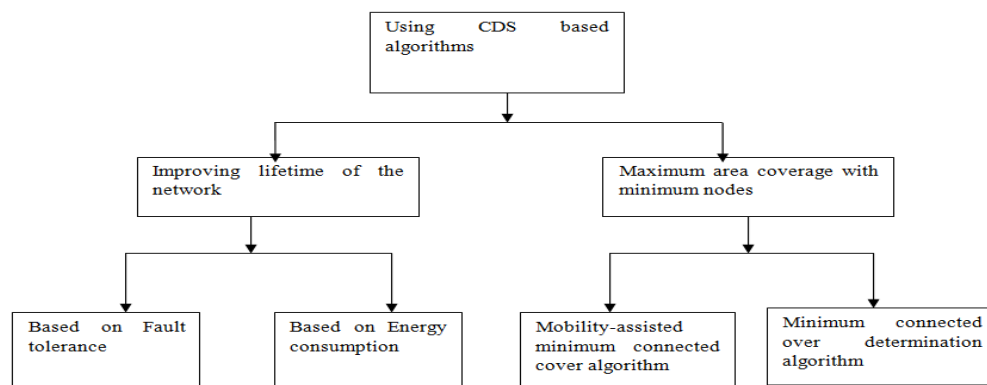 Using CDS based
algorithms
Improving lifetime of the
network
Maximum area coverage with
minimum nodes
Based on Fault
tolerance
Based on Energy
consumption
Mobility-assisted
minimum connected
cover algorithm
Minimum connected
over determination
algorithm